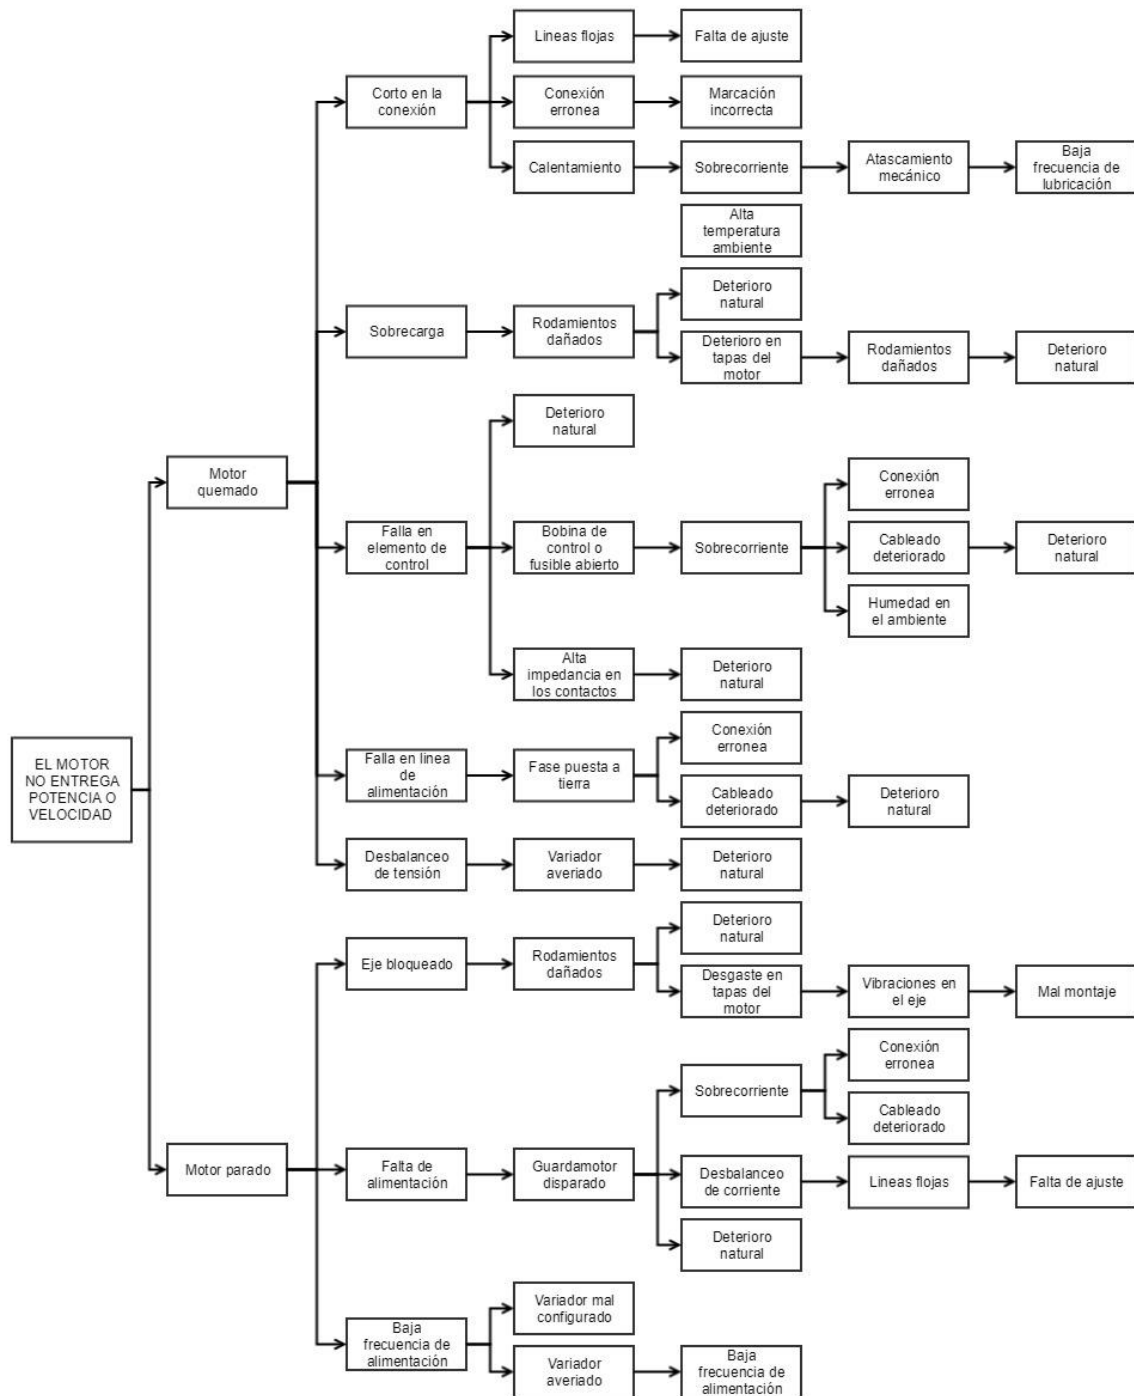 Lineas flojas
Falta de ajuste
Corto en la
conexión
Conexión
erronea
Marcación
incorrecta
Calentamiento
Sobrecorriente
Atascamiento
mecánico
Baja
frecuencia de
lubricación
Alta
temperatura
ambiente
Sobrecarga
Rodamientos
dañados
Deterioro
natural
Deterioro en
tapas del
motor
Rodamientos
dañados
Deterioro
natural
Motor
quemado
Deterioro
natural
Falla en
elemento de
control
Bobina de
control o
fusible abierto
Sobrecorriente
Conexión
erronea
Cableado
deteriorado
Deterioro
natural
Humedad en
el ambiente
Alta
impedancia en
los contactos
Deterioro
natural
EL MOTOR
NO ENTREGA
POTENCIA O
VELOCIDAD
Falla en linea
de
alimentación
Fase puesta a
tierra
Conexión
erronea
Cableado
deteriorado
Deterioro
natural
Desbalanceo
de tensión
Variador
averiado
Deterioro
natural
Eje bloqueado
Rodamientos
dañados
Deterioro
natural
Desgaste en
tapas del
motor
Vibraciones en
el eje
Mal montaje
Motor parado
Falta de
alimentación
Guardamotor
disparado
Sobrecorriente
Conexión
erronea
Cableado
deteriorado
Desbalanceo
de corriente
Lineas flojas
Falta de ajuste
Deterioro
natural
Baja
frecuencia de
alimentación
Variador mal
configurado
Variador
averiado
Baja
frecuencia de
alimentación